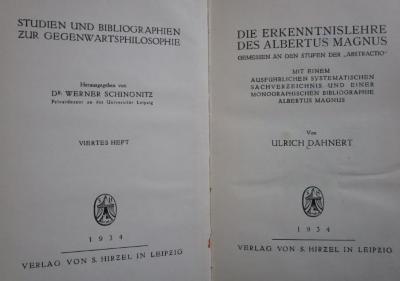 STUDIEN UND BIBLIOGRAPHIEN
ZUR GEGENWARTSPHILOSOPHIE
Herausgegeben von
DR. WERNER SCHINGNITZ
Privatdozent an der Universität Leipzig
VIERTES HEFT
1934
VERLAG VON S. HIRZEL IN LEIPZIG
DIE ERKENNTNISLEHRE
DES ALBERTUS MAGNUS
GEMESSEN AN DEN STUFEN DER „ABSTRACTIO“
MIT EINEM
AUSFÜHRLICHEN SYSTEMATISCHEN
SACHVERZEICHNIS UND EINER
MONOGRAPHISCHEN BIBLIOGRAPHIE
ALBERTUS MAGNUS
Von
ULRICH DÄHNERT
1934
VERLAG VON S. HIRZEL IN LEIPZIG